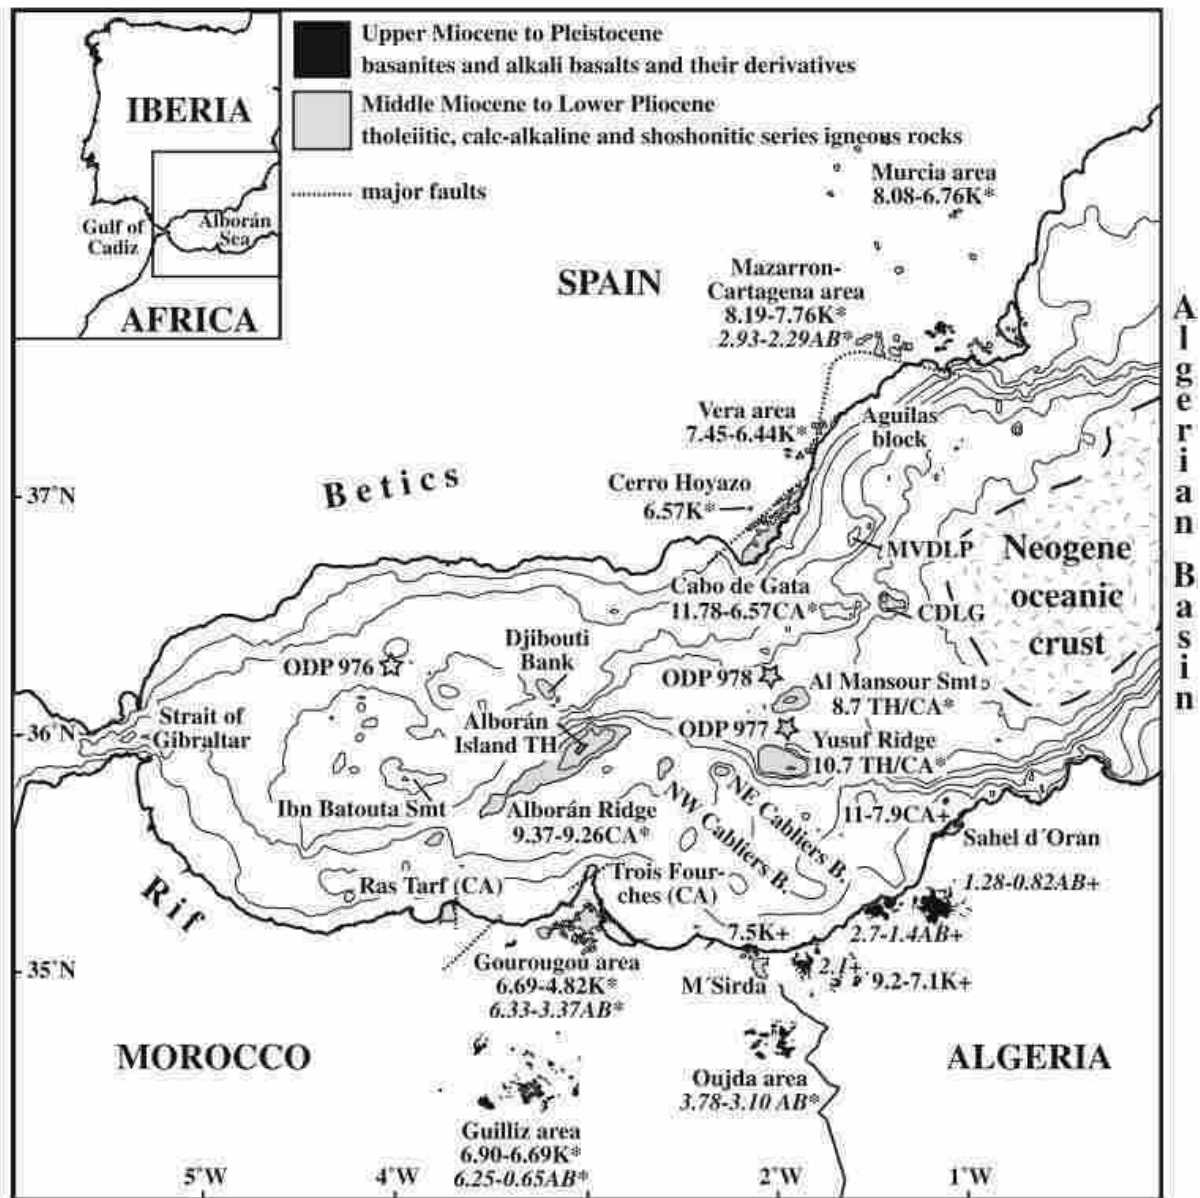 Upper Miocene to Pleistocene
basanites and alkali basalts and their derivatives
Middle Miocene to Lower Pliocene
tholeiitic, calc-alkaline and shoshonitic series igneous rocks
major faults
IBERIA
Gulf of
Cadiz
Alborán
Sea
AFRICA
Murcia area
8.08-6.76K*
SPAIN
Mazarron-
Cartagena area
8.19-7.76K*
2.93-2.29AB*
Algerian Basin
Vera area
7.45-6.44K*
Aguilas
block
Betics
Cerro Hoyazo
6.57K*
37°N
MVDLP
Neogene
oceanic
crust
Cabo de Gata
11.78-6.57CA*
CDLG
Djibouti
Bank
ODP 976
ODP 978
Al Mansour Smt
8.7 TH/CA*
Strait of
Gibraltar
36°N
Alborán
Island TH
ODP 977
Yusuf Ridge
10.7 TH/CA*
Ibn Batouta Smt
Alborán Ridge
9.37-9.26CA*
NW Cabliers B.
NE Cabliers B.
11-7.9CA+
Sahel d´Oran
Rif
Ras Tarf (CA)
Trois Four-
ches (CA)
1.28-0.82AB+
7.5K+
2.7-1.4AB+
35°N
Gourougou area
6.69-4.82K*
6.33-3.37AB*
M´Sirda
2.1+
9.2-7.1K+
MOROCCO
ALGERIA
Oujda area
3.78-3.10 AB*
Guilliz area
6.90-6.69K*
6.25-0.65AB*
5°W
4°W
2°W
1°W